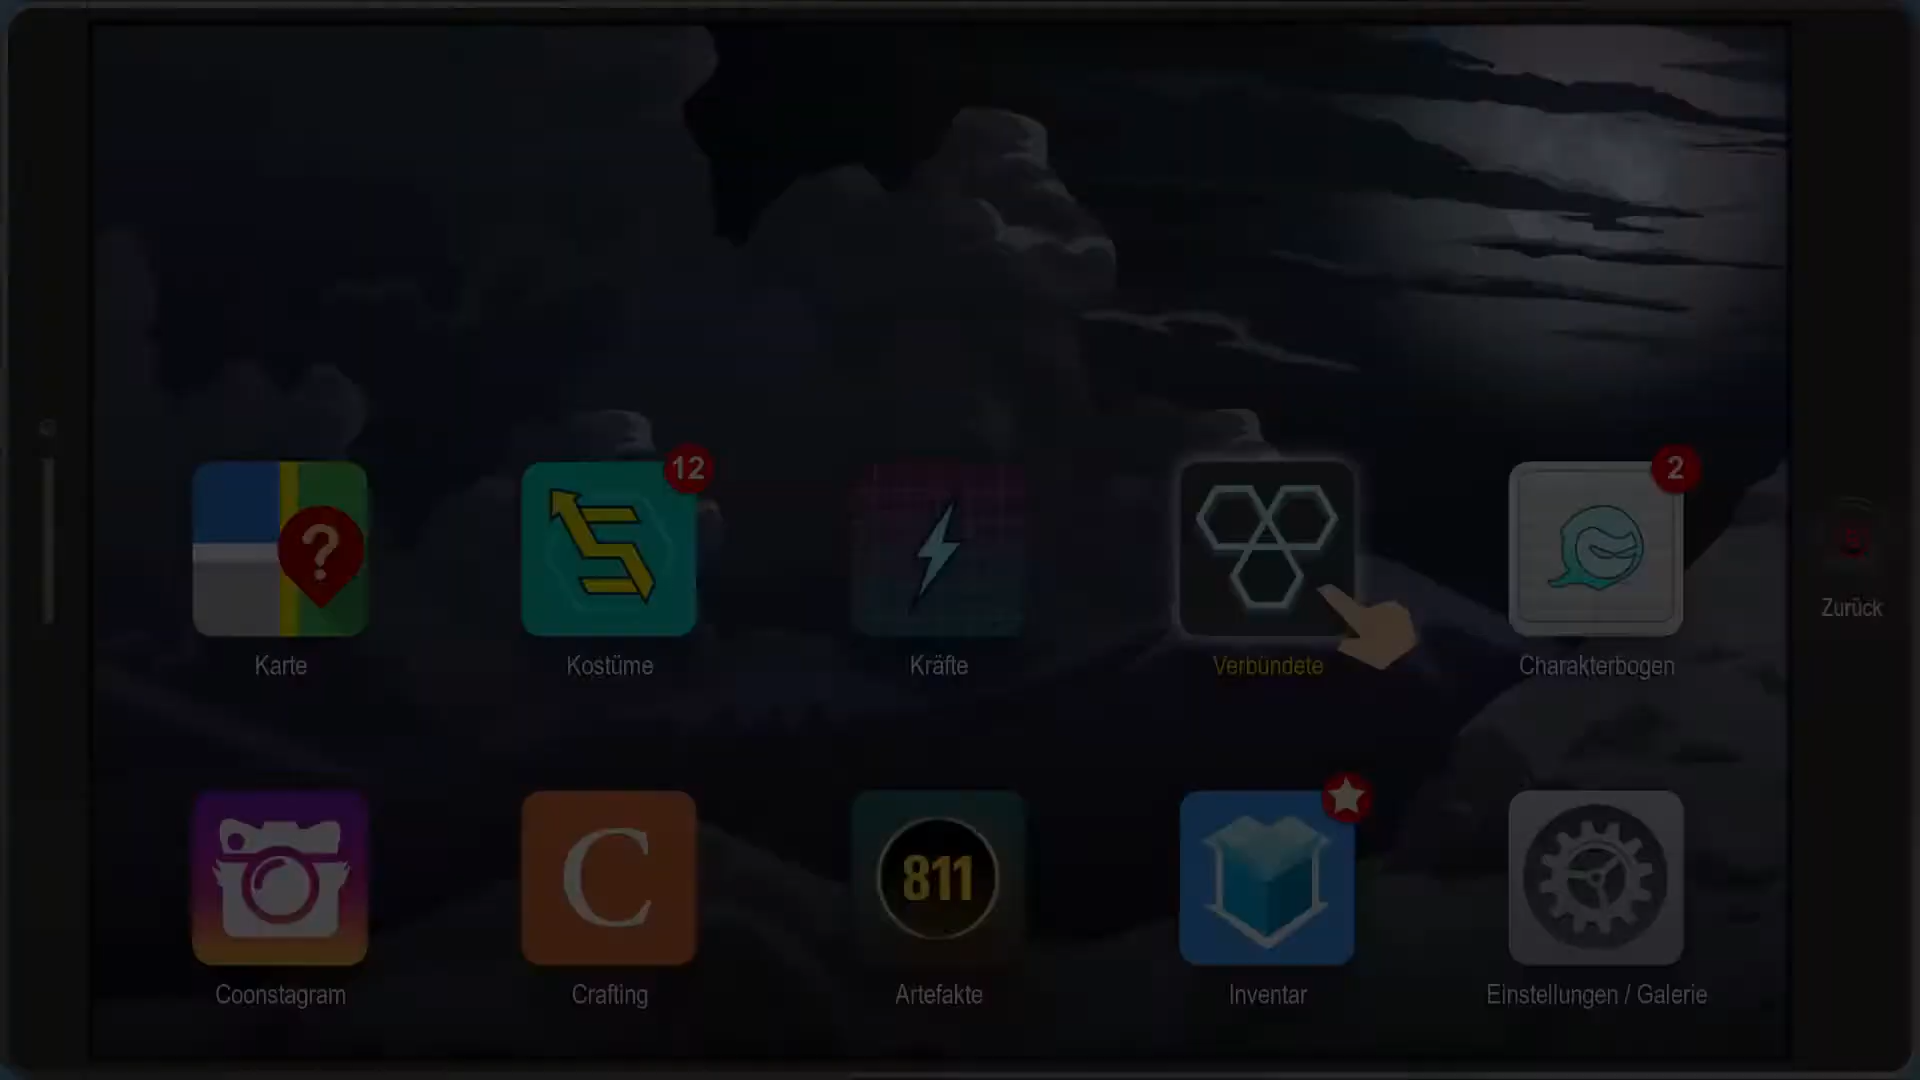 12
2
?
Karte
Kostüme
Kräfte
Verbündete
Charakterbogen
Zurück
C
811
Coonstagram
Crafting
Artefakte
Inventar
Einstellungen / Galerie